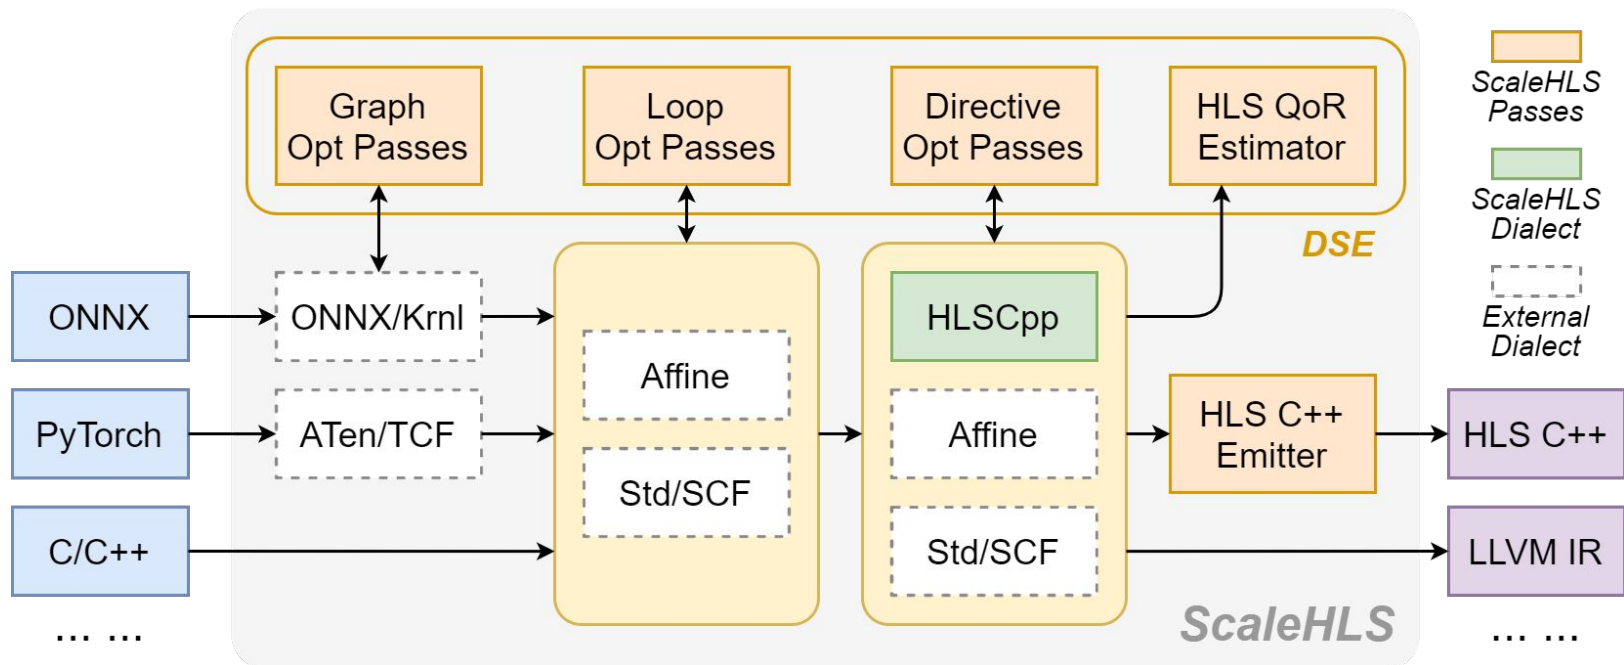 Graph
Opt Passes
Loop
Opt Passes
Directive
Opt Passes
HLS QoR
Estimator
ScaleHLS
Passes
ScaleHLS
Dialect
External
Dialect
DSE
ONNX
ONNX/Krnl
HLSCpp
Affine
PyTorch
ATen/TCF
Std/SCF
Affine
HLS C++
Emitter
HLS C++
C/C++
Std/SCF
LLVM IR
... ...
ScaleHLS
... ...